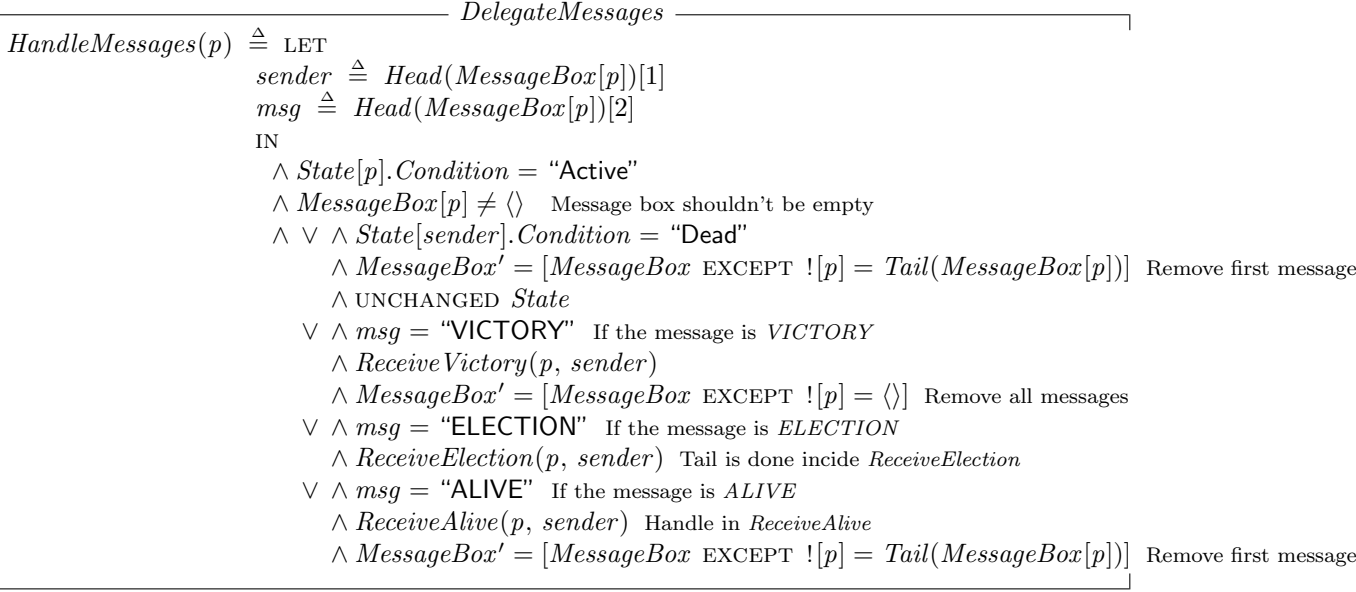 DelegateMessages
HandleMessages(p) ≜ LET
sender ≜ Head(MessageBox[p])[1]
msg ≜ Head(MessageBox[p])[2]
IN
∧ State[p].Condition = “Active”
∧ MessageBox[p] ≠ ⟨⟩ Message box shouldn't be empty
∧ ∨ ∧ State[sender].Condition = “Dead”
∧ MessageBox′ = [MessageBox EXCEPT ![p] = Tail(MessageBox[p])] Remove first message
∧ UNCHANGED State
∨ ∧ msg = “VICTORY” If the message is VICTORY
∧ ReceiveVictory(p, sender)
∧ MessageBox′ = [MessageBox EXCEPT ![p] = ⟨⟩] Remove all messages
∨ ∧ msg = “ELECTION” If the message is ELECTION
∧ ReceiveElection(p, sender) Tail is done incide ReceiveElection
∨ ∧ msg = “ALIVE” If the message is ALIVE
∧ ReceiveAlive(p, sender) Handle in ReceiveAlive
∧ MessageBox′ = [MessageBox EXCEPT ![p] = Tail(MessageBox[p])] Remove first message